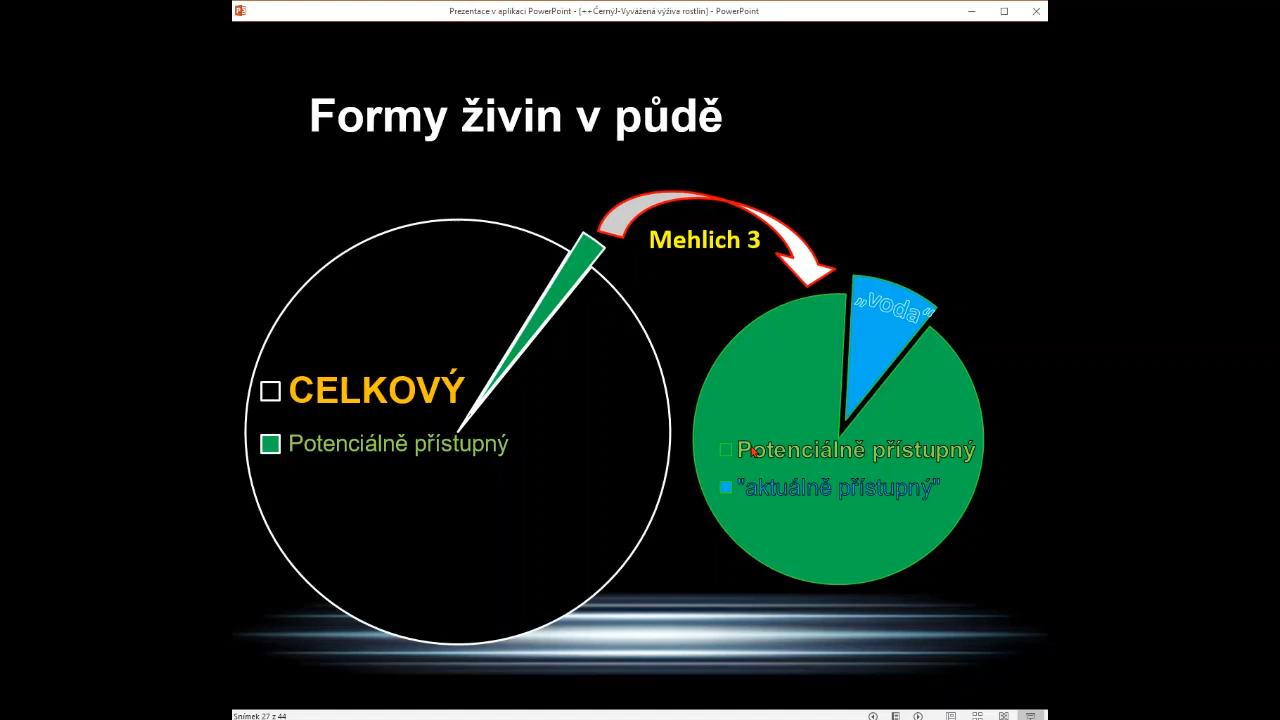 Prezentace v aplikaci PowerPoint - [++ČernýJ-Vyvážená výživa rostlin] - PowerPoint
Formy živin v půdě
Mehlich 3
„voda“
CELKOVÝ
Potenciálně přístupný
Potenciálně přístupný
"aktuálně přístupný"
Snímek 27 z 44